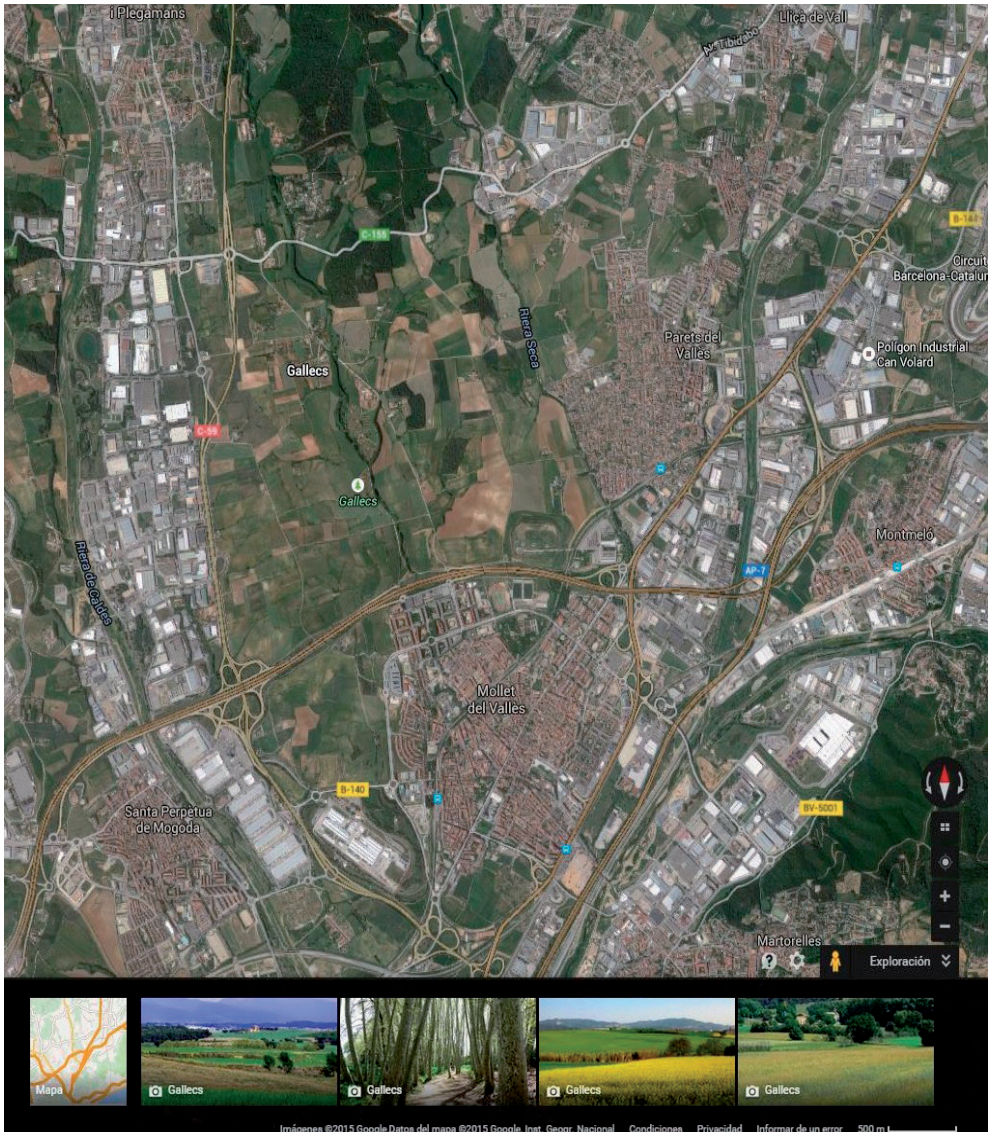 i Plegamans
Lliçà de Vall
Av. Tibidabo
B-144
C-155
Circuit
Barcelona-Catalun
Riera Seca
Parets del
Vallès
Polígon Industrial
Can Volard
Gallecs
C-59
Gallecs
Montmeló
Riera de Caldes
AP-7
Mollet
del Vallès
B-140
BV-5001
Santa Perpètua
de Mogoda
Martorelles
Exploración
Mapa
Gallecs
Gallecs
Gallecs
Gallecs
Imágenes ©2015 Google Datos del mapa ©2015 Google, Inst. Geogr. Nacional Condiciones Privacidad Informar de un error 500 m